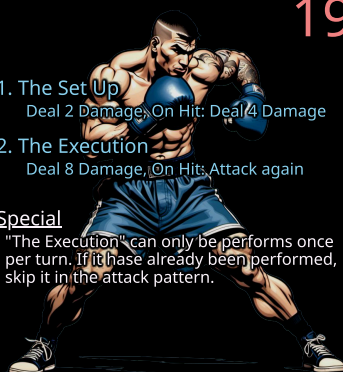 19
1. The Set Up
Deal 2 Damage, On Hit: Deal 4 Damage
2. The Execution
Deal 8 Damage, On Hit: Attack again
Special
"The Execution" can only be performs once
per turn. If it hase already been performed,
skip it in the attack pattern.